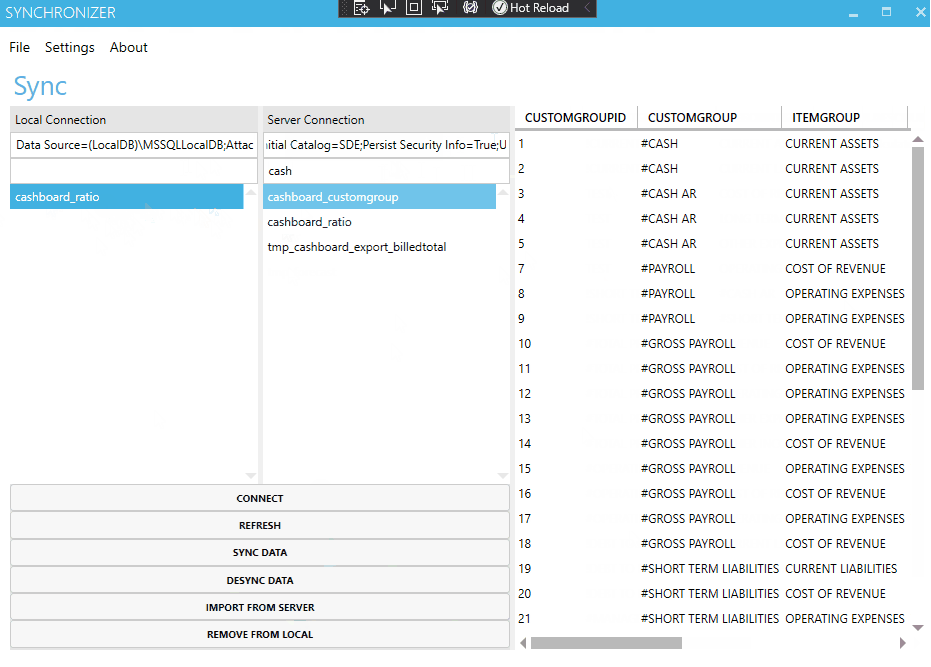 Hot Reload
SYNCHRONIZER
File Settings About
Sync
Local Connection
Data Source=(LocalDB)\MSSQLLocalDB;Attac
cashboard_ratio
Server Connection
nitial Catalog=SDE;Persist Security Info=True;U
cash
cashboard_customgroup
cashboard_ratio
tmp_cashboard_export_billedtotal
CONNECT
REFRESH
SYNC DATA
DESYNC DATA
IMPORT FROM SERVER
REMOVE FROM LOCAL
CUSTOMGROUPID CUSTOMGROUP ITEMGROUP
1 #CASH CURRENT ASSETS
2 #CASH CURRENT ASSETS
3 #CASH AR CURRENT ASSETS
4 #CASH AR CURRENT ASSETS
5 #CASH AR CURRENT ASSETS
7 #PAYROLL COST OF REVENUE
8 #PAYROLL OPERATING EXPENSES
9 #PAYROLL OPERATING EXPENSES
10 #GROSS PAYROLL COST OF REVENUE
11 #GROSS PAYROLL OPERATING EXPENSES
12 #GROSS PAYROLL OPERATING EXPENSES
13 #GROSS PAYROLL OPERATING EXPENSES
14 #GROSS PAYROLL COST OF REVENUE
15 #GROSS PAYROLL OPERATING EXPENSES
16 #GROSS PAYROLL COST OF REVENUE
17 #GROSS PAYROLL OPERATING EXPENSES
18 #GROSS PAYROLL COST OF REVENUE
19 #SHORT TERM LIABILITIES CURRENT LIABILITIES
20 #SHORT TERM LIABILITIES COST OF REVENUE
21 #SHORT TERM LIABILITIES OPERATING EXPENSES